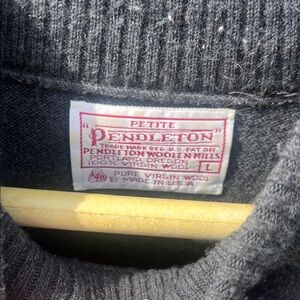 PETITE
"PENDLETON"
TRADE MARK REG. U.S. PAT. OFF.
PENDLETON WOOLEN MILLS
PORTLAND, OREGON
100% VIRGIN WOOL L
PURE VIRGIN WOOL
© MADE IN U.S.A.